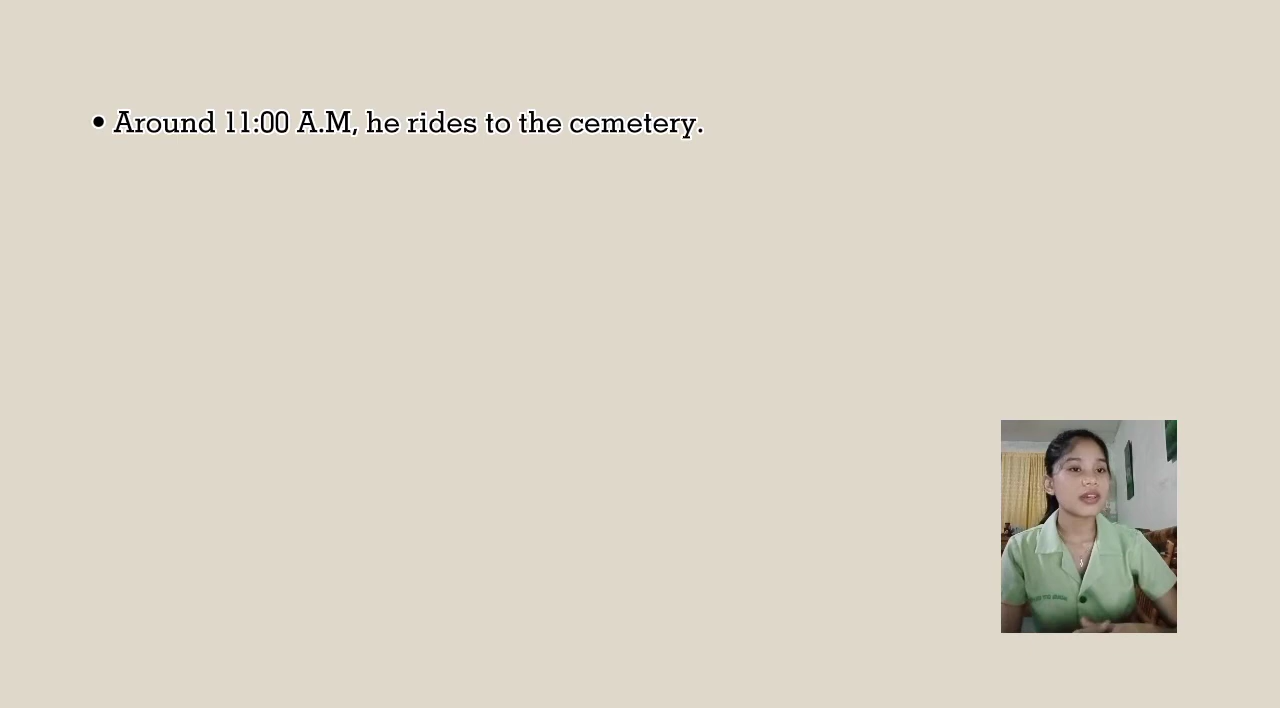 • Around 11:00 A.M, he rides to the cemetery.